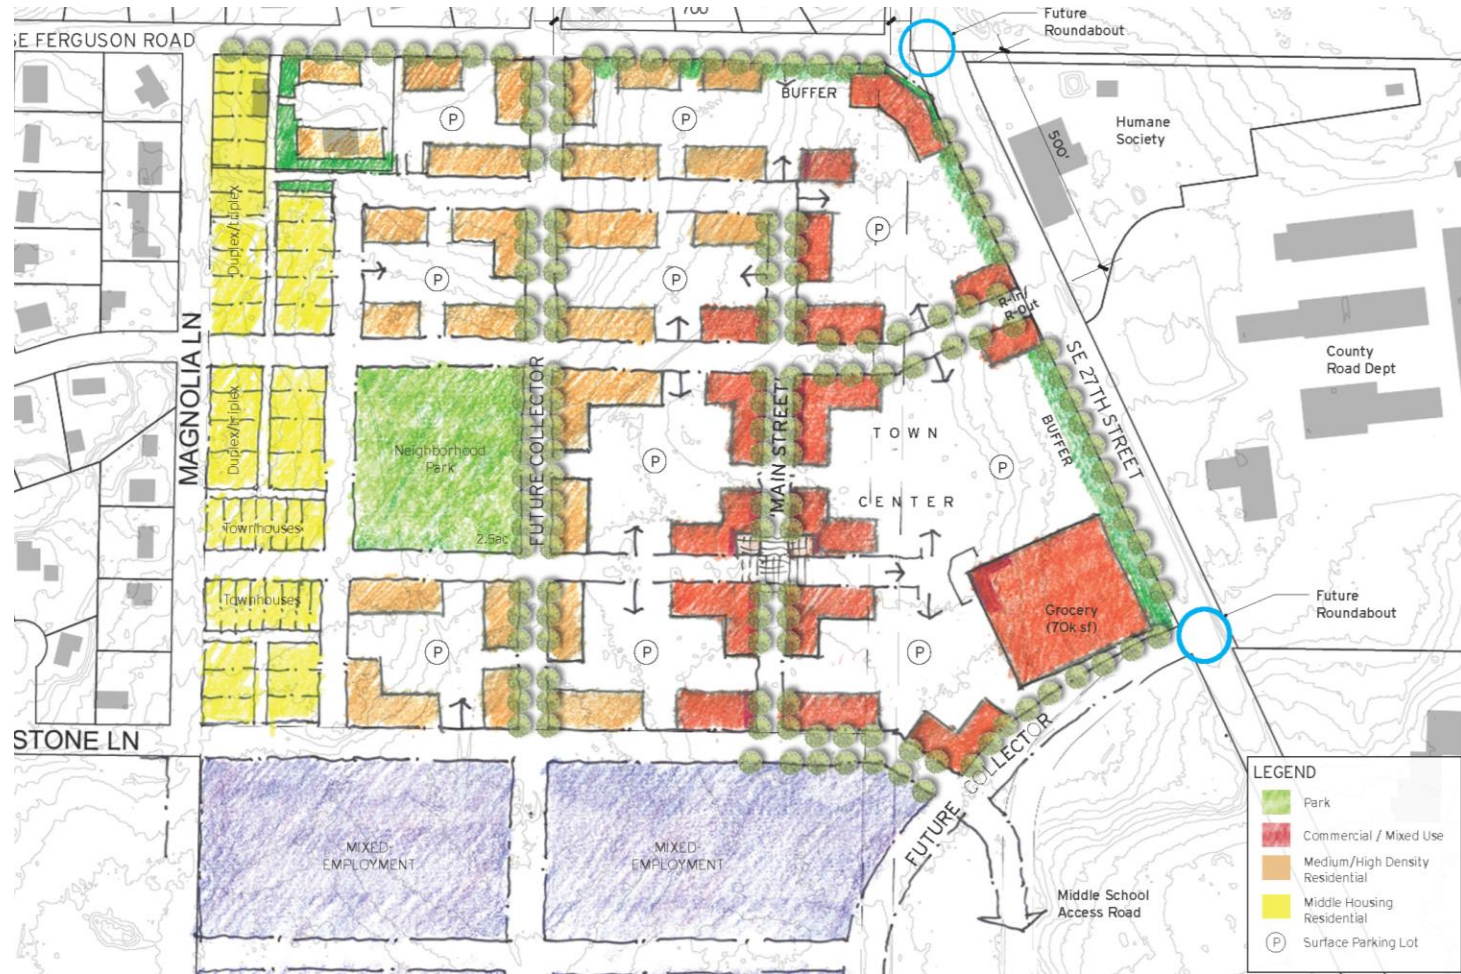 700'
Future
Roundabout
SE FERGUSON ROAD
BUFFER
P
P
Humane
Society
500'
Duplex/triplex
P
P
P
R-In/
R-Out
MAGNOLIA LN
SE 27TH STREET
County
Road Dept
Duplex/triplex
Neighborhood
Park
2.5ac
FUTURE COLLECTOR
MAIN STREET
TOWN
CENTER
BUFFER
P
P
Townhouses
Townhouses
Grocery
(70k sf)
Future
Roundabout
P
P
P
STONE LN
FUTURE COLLECTOR
MIXED-
EMPLOYMENT
MIXED-
EMPLOYMENT
Middle School
Access Road
LEGEND
Park
Commercial / Mixed Use
Medium/High Density
Residential
Middle Housing
Residential
P Surface Parking Lot